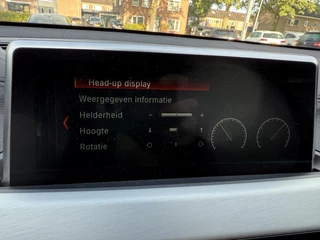 Head-up display
Weergegeven informatie
Helderheid - +
Hoogte
Rotatie